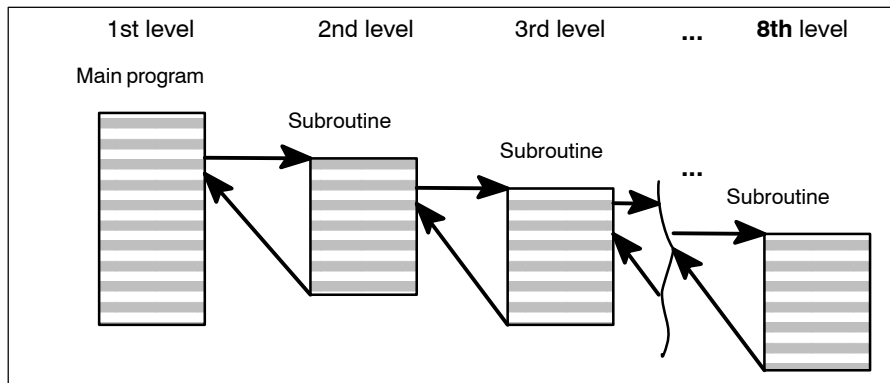 1st level 2nd level 3rd level ... 8th level
Main program
Subroutine
Subroutine
...
Subroutine